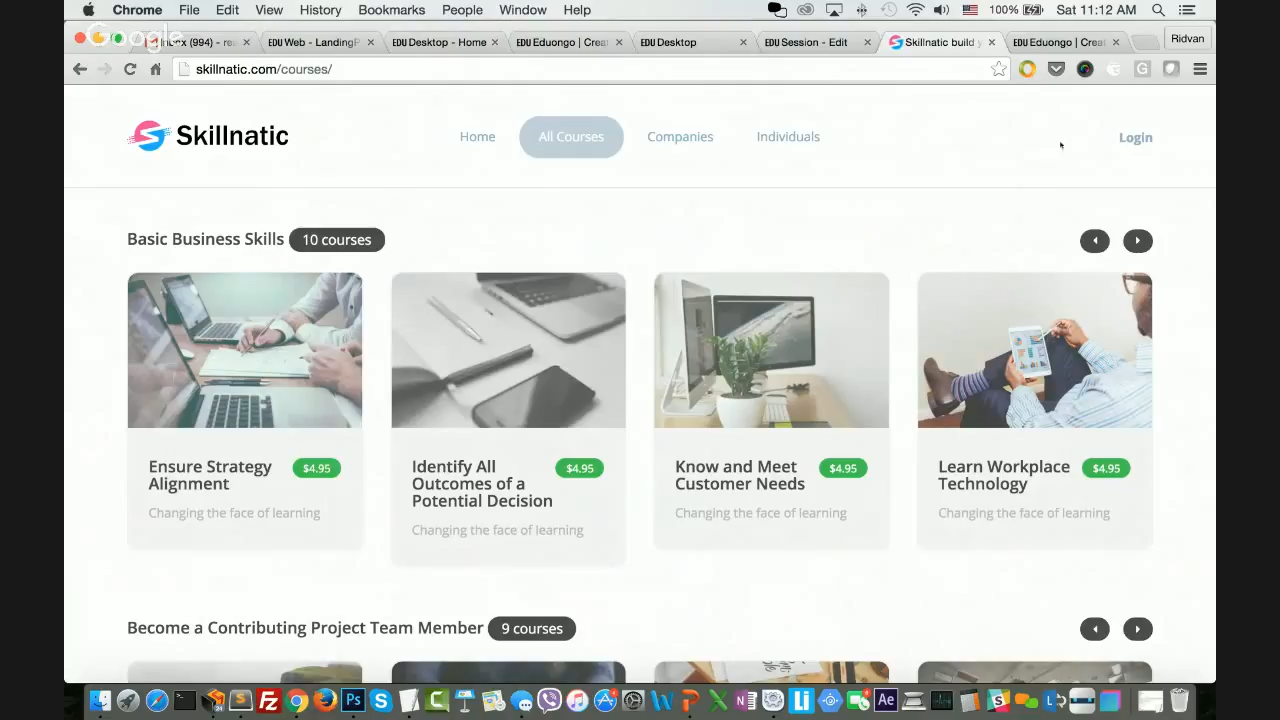 Chrome File Edit View History Bookmarks People Window Help 100% Sat 11:12 AM
Google
EDU Web - LandingP EDU Desktop - Home EDU Eduongo | Creat EDU Desktop EDU Session - Edit Skillnatic build y EDU Eduongo | Creat Ridvan
skillnatic.com/courses/
Skillnatic Home All Courses Companies Individuals Login
Basic Business Skills 10 courses
Ensure Strategy Alignment $4.95
Changing the face of learning
Identify All Outcomes of a Potential Decision $4.95
Changing the face of learning
Know and Meet Customer Needs $4.95
Changing the face of learning
Learn Workplace Technology $4.95
Changing the face of learning
Become a Contributing Project Team Member 9 courses